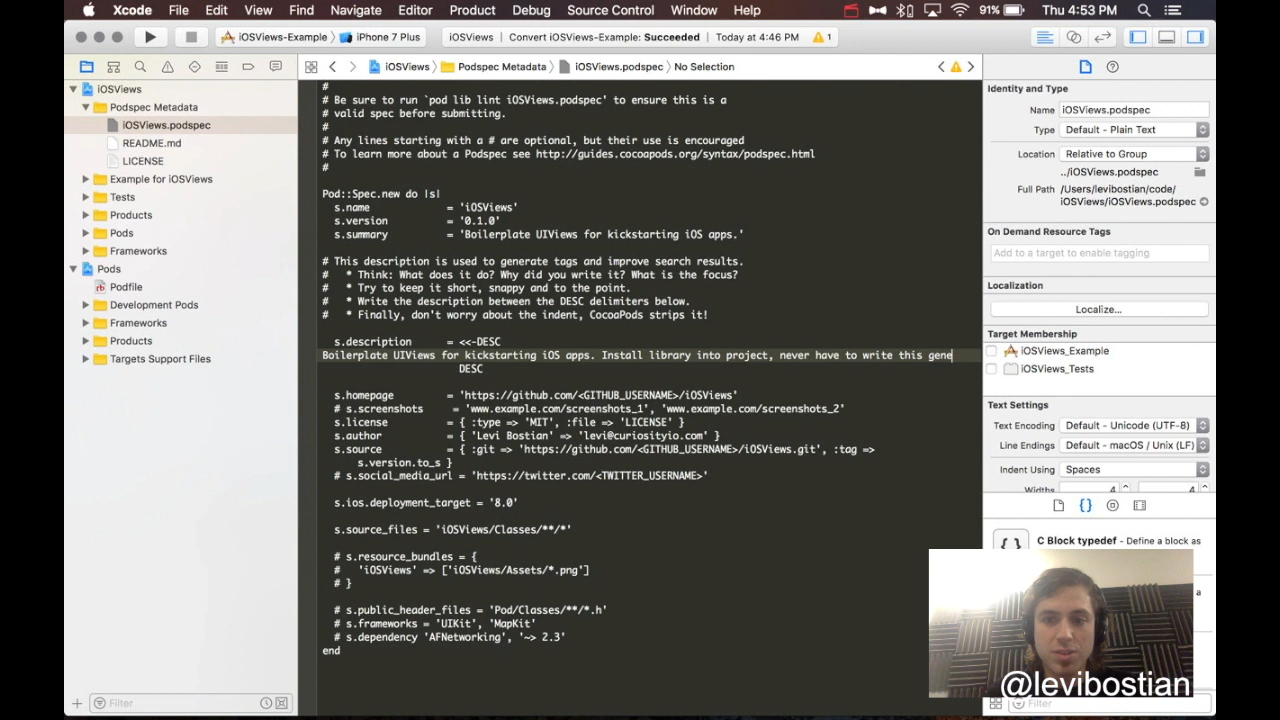 Xcode File Edit View Find Navigate Editor Product Debug Source Control Window Help 91% Thu 4:53 PM
iOSViews-Example iPhone 7 Plus iOSViews Convert iOSViews-Example: Succeeded Today at 4:46 PM 1
iOSViews Podspec Metadata iOSViews.podspec No Selection
iOSViews
Podspec Metadata
iOSViews.podspec
README.md
LICENSE
Example for iOSViews
Tests
Products
Pods
Frameworks
Pods
Podfile
Development Pods
Frameworks
Products
Targets Support Files
Filter
#
# Be sure to run `pod lib lint iOSViews.podspec' to ensure this is a
# valid spec before submitting.
#
# Any lines starting with a # are optional, but their use is encouraged
# To learn more about a Podspec see http://guides.cocoapods.org/syntax/podspec.html
#
Pod::Spec.new do |s|
s.name = 'iOSViews'
s.version = '0.1.0'
s.summary = 'Boilerplate UIViews for kickstarting iOS apps.'
# This description is used to generate tags and improve search results.
# * Think: What does it do? Why did you write it? What is the focus?
# * Try to keep it short, snappy and to the point.
# * Write the description between the DESC delimiters below.
# * Finally, don't worry about the indent, CocoaPods strips it!
s.description = <<-DESC
Boilerplate UIViews for kickstarting iOS apps. Install library into project, never have to write this gene
DESC
s.homepage = 'https://github.com/<GITHUB_USERNAME>/iOSViews'
# s.screenshots = 'www.example.com/screenshots_1', 'www.example.com/screenshots_2'
s.license = { :type => 'MIT', :file => 'LICENSE' }
s.author = { 'Levi Bostian' => 'levi@curiosityio.com' }
s.source = { :git => 'https://github.com/<GITHUB_USERNAME>/iOSViews.git', :tag =>
s.version.to_s }
# s.social_media_url = 'https://twitter.com/<TWITTER_USERNAME>'
s.ios.deployment_target = '8.0'
s.source_files = 'iOSViews/Classes/**/*'
# s.resource_bundles = {
# 'iOSViews' => ['iOSViews/Assets/*.png']
# }
# s.public_header_files = 'Pod/Classes/**/*.h'
# s.frameworks = 'UIKit', 'MapKit'
# s.dependency 'AFNetworking', '~> 2.3'
end
Identity and Type
Name iOSViews.podspec
Type Default - Plain Text
Location Relative to Group
../iOSViews.podspec
Full Path /Users/levibostian/code/
iOSViews/iOSViews.podspec
On Demand Resource Tags
Add to a target to enable tagging
Localization
Localize...
Target Membership
iOSViews_Example
iOSViews_Tests
Text Settings
Text Encoding Default - Unicode (UTF-8)
Line Endings Default - macOS / Unix (LF)
Indent Using Spaces
Widths 4 4
{ } C Block typedef - Define a block as
@levibostian
Filter